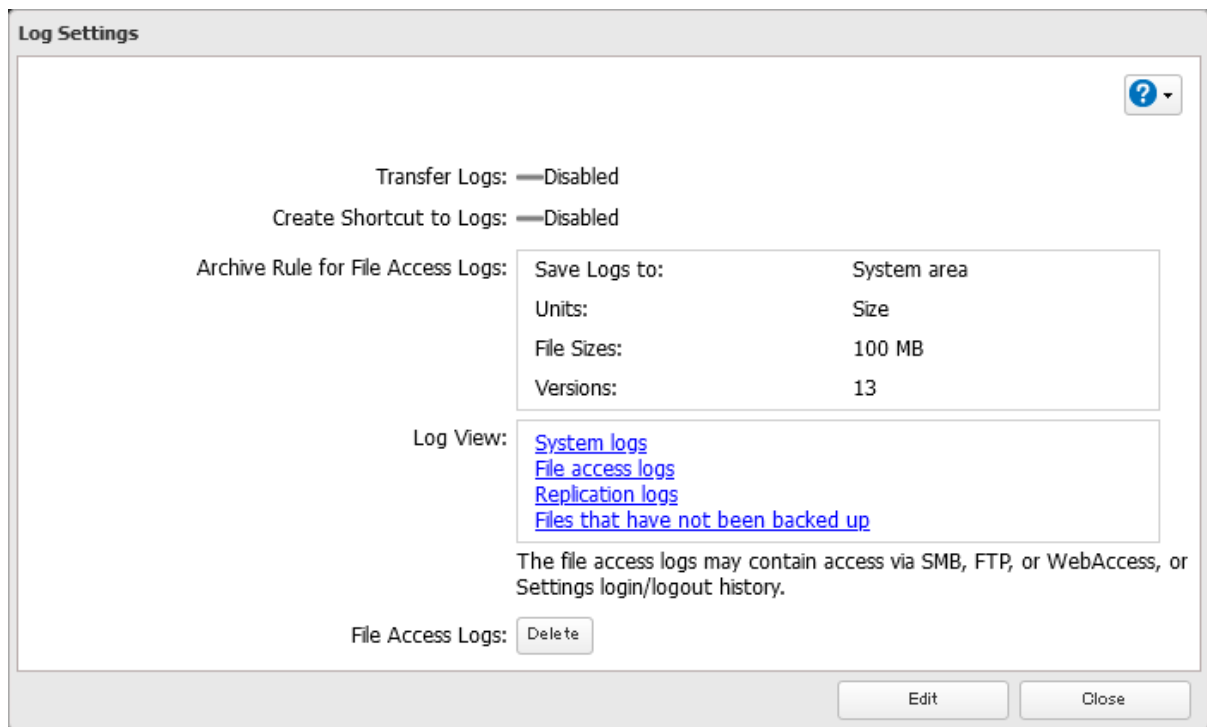 Log Settings
?
Transfer Logs: Disabled
Create Shortcut to Logs: Disabled
Archive Rule for File Access Logs:
Save Logs to: System area
Units: Size
File Sizes: 100 MB
Versions: 13
Log View:
System logs
File access logs
Replication logs
Files that have not been backed up
The file access logs may contain access via SMB, FTP, or WebAccess, or
Settings login/logout history.
File Access Logs: Delete
Edit Close